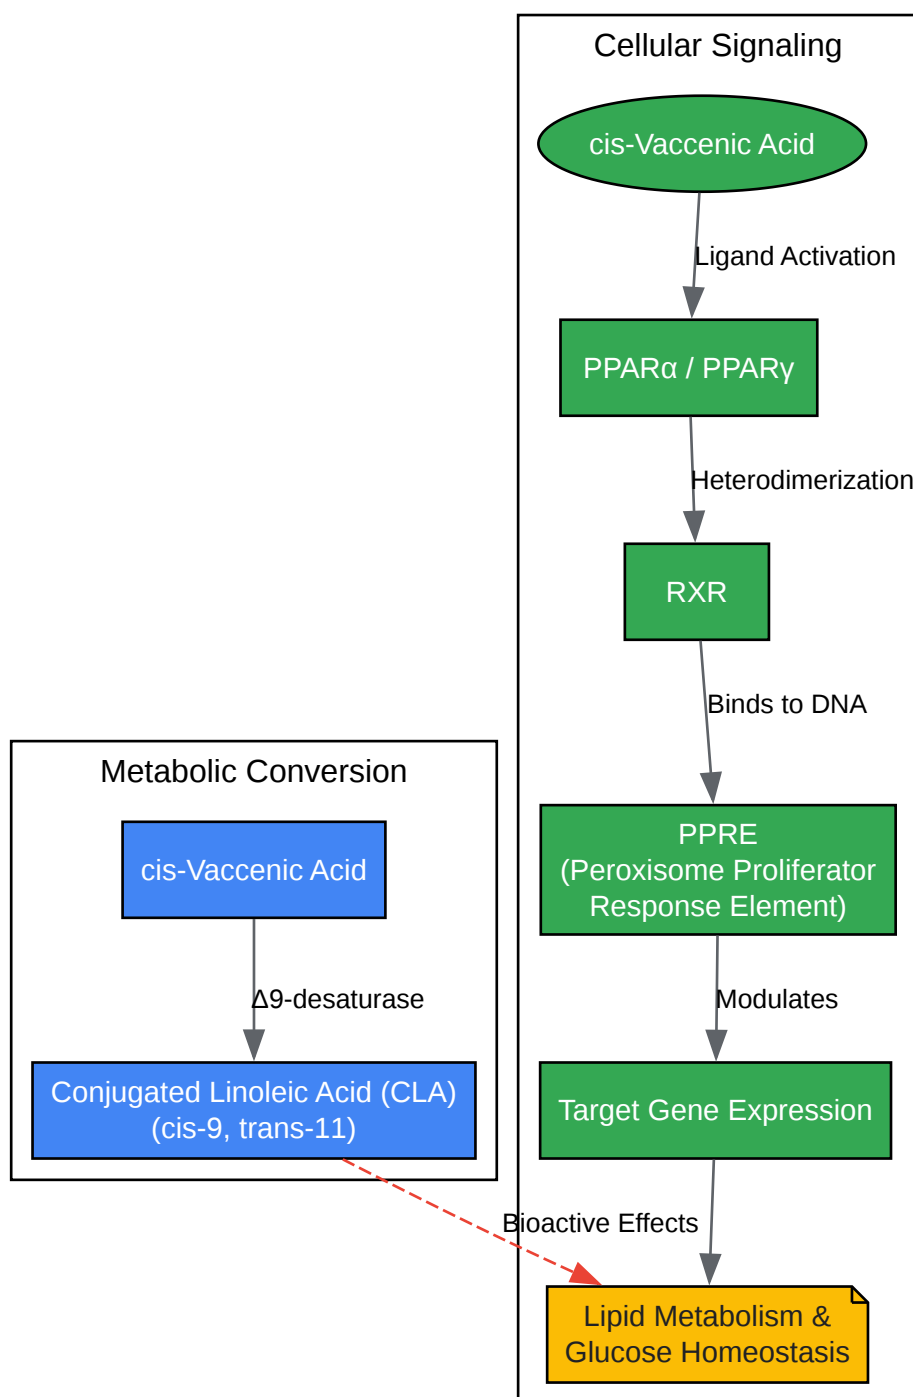 Cellular Signaling
cis-Vaccenic Acid
Ligand Activation
PPARα / PPARγ
Heterodimerization
RXR
Binds to DNA
PPRE
(Peroxisome Proliferator
Response Element)
Modulates
Target Gene Expression
Metabolic Conversion
cis-Vaccenic Acid
Δ9-desaturase
Conjugated Linoleic Acid (CLA)
(cis-9, trans-11)
Bioactive Effects
Lipid Metabolism &
Glucose Homeostasis